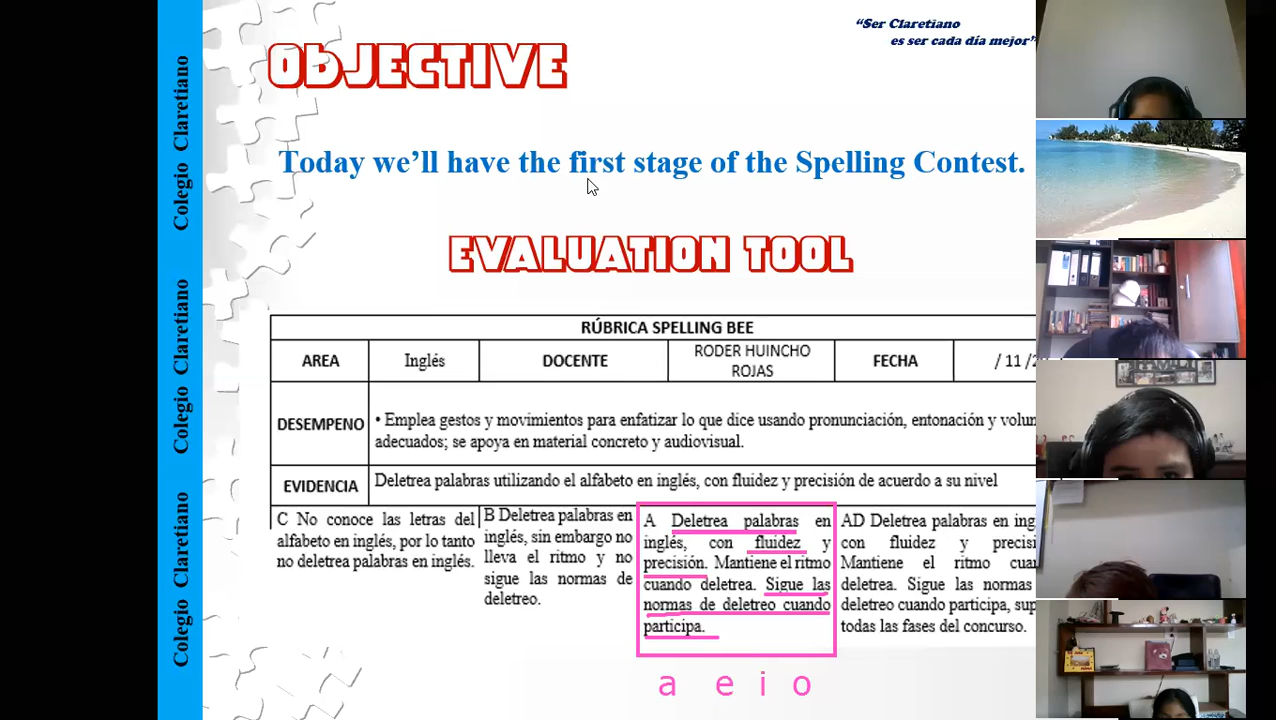 "Ser Claretiano
es ser cada día mejor"
Colegio Claretiano
Colegio Claretiano
Colegio Claretiano
ObJECTIVE
Today we'll have the first stage of the Spelling Contest.
EVALUATION TOOL
RÚBRICA SPELLING BEE
AREA
Inglés
DOCENTE
RODER HUINCHO
ROJAS
FECHA
/ 11 /2
DESEMPEÑO
• Emplea gestos y movimientos para enfatizar lo que dice usando pronunciación, entonación y volu
adecuados; se apoya en material concreto y audiovisual.
EVIDENCIA
Deletrea palabras utilizando el alfabeto en inglés, con fluidez y precisión de acuerdo a su nivel
C No conoce las letras del
alfabeto en inglés, por lo tanto
no deletrea palabras en inglés.
B Deletrea palabras en
inglés, sin embargo no
lleva el ritmo y no
sigue las normas de
deletreo.
A Deletrea palabras en
inglés, con fluidez y
precisión. Mantiene el ritmo
cuando deletrea. Sigue las
normas de deletreo cuando
participa.
AD Deletrea palabras en ing
con fluidez y precisi
Mantiene el ritmo cua
deletrea. Sigue las normas
deletreo cuando participa, sup
todas las fases del concurso.
a e i o